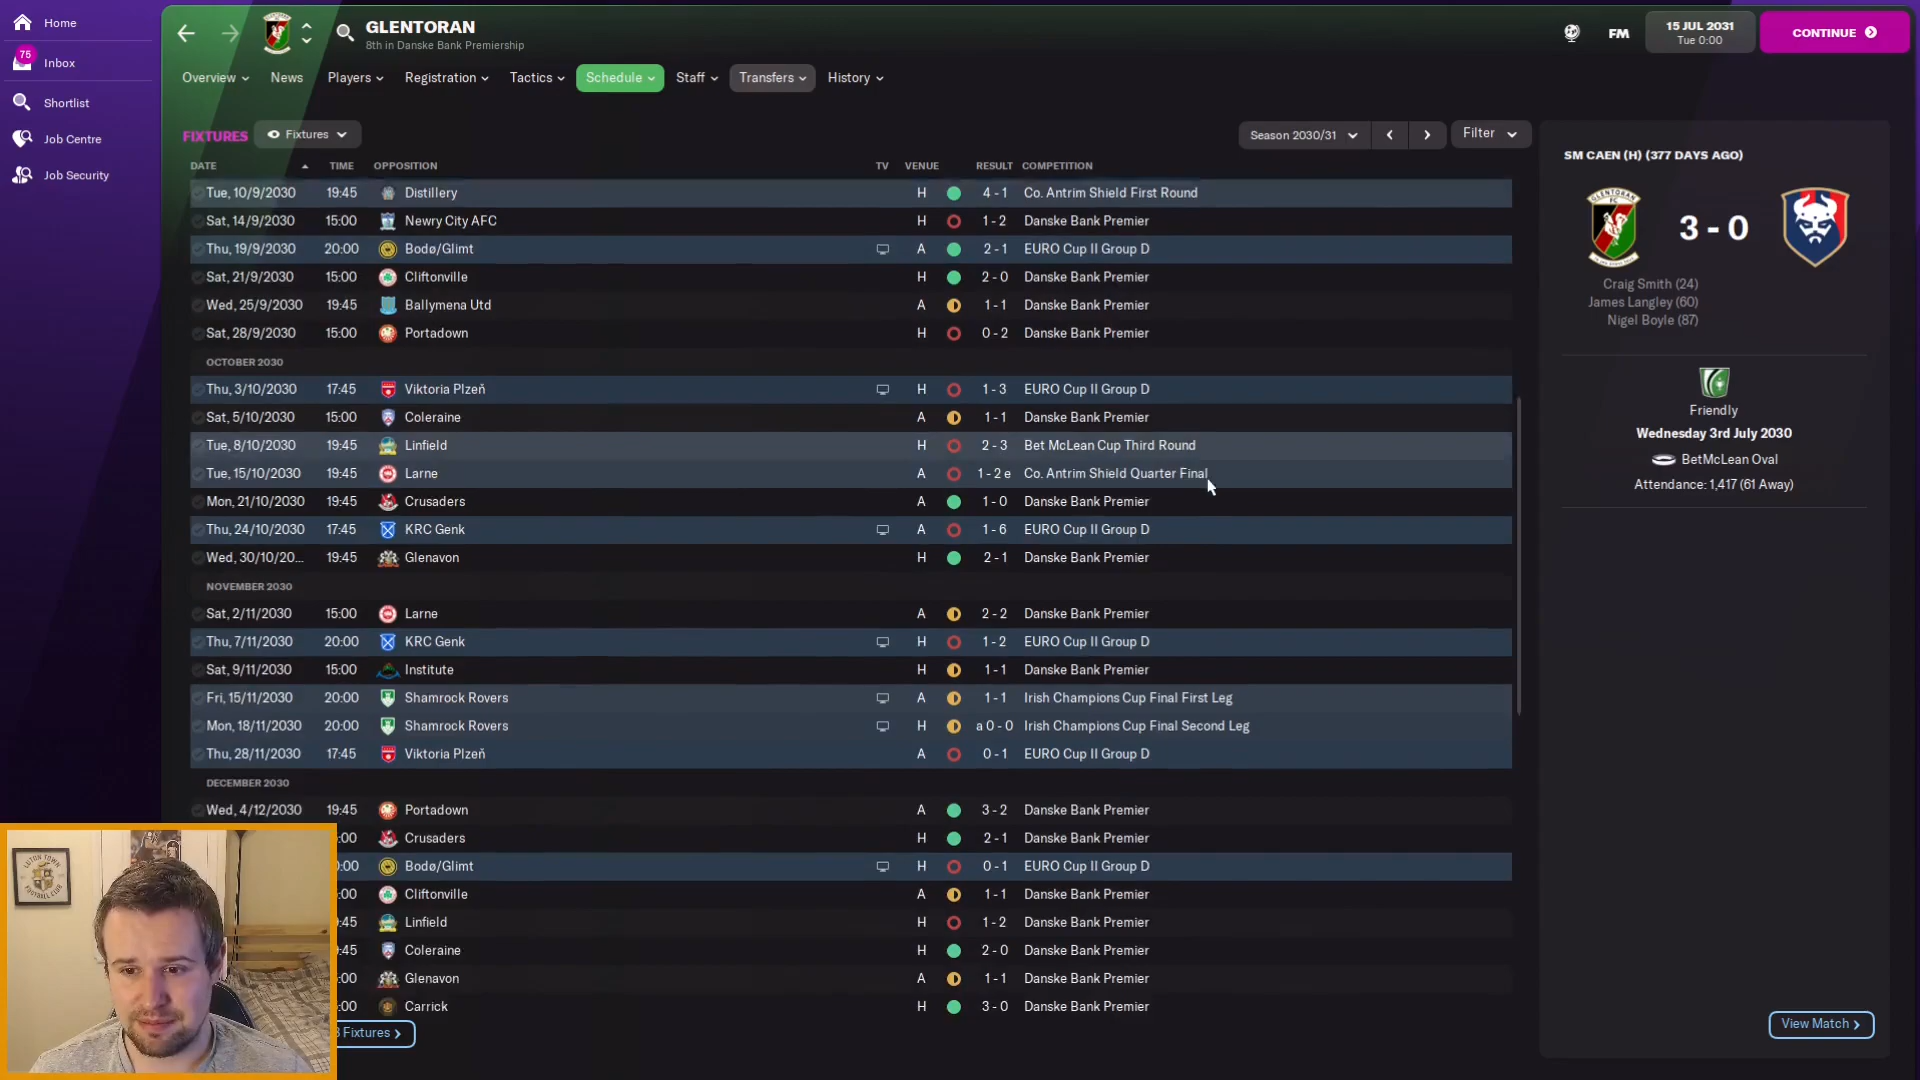 Home
75
Inbox
Shortlist
Job Centre
Job Security
GLENTORAN
8th in Danske Bank Premiership
FM
15 JUL 2031
Tue 0:00
CONTINUE
Overview News Players Registration Tactics Schedule Staff Transfers History
FIXTURES Fixtures
Season 2030/31
Filter
DATE TIME OPPOSITION TV VENUE RESULT COMPETITION
Tue, 10/9/2030 19:45 Distillery H 4 - 1 Co. Antrim Shield First Round
Sat, 14/9/2030 15:00 Newry City AFC H 1 - 2 Danske Bank Premier
Thu, 19/9/2030 20:00 Bodø/Glimt A 2 - 1 EURO Cup II Group D
Sat, 21/9/2030 15:00 Cliftonville H 2 - 0 Danske Bank Premier
Wed, 25/9/2030 19:45 Ballymena Utd A 1 - 1 Danske Bank Premier
Sat, 28/9/2030 15:00 Portadown H 0 - 2 Danske Bank Premier
OCTOBER 2030
Thu, 3/10/2030 17:45 Viktoria Plzeň H 1 - 3 EURO Cup II Group D
Sat, 5/10/2030 15:00 Coleraine A 1 - 1 Danske Bank Premier
Tue, 8/10/2030 19:45 Linfield H 2 - 3 Bet McLean Cup Third Round
Tue, 15/10/2030 19:45 Larne A 1 - 2 e Co. Antrim Shield Quarter Final
Mon, 21/10/2030 19:45 Crusaders A 1 - 0 Danske Bank Premier
Thu, 24/10/2030 17:45 KRC Genk A 1 - 6 EURO Cup II Group D
Wed, 30/10/20... 19:45 Glenavon H 2 - 1 Danske Bank Premier
NOVEMBER 2030
Sat, 2/11/2030 15:00 Larne A 2 - 2 Danske Bank Premier
Thu, 7/11/2030 20:00 KRC Genk H 1 - 2 EURO Cup II Group D
Sat, 9/11/2030 15:00 Institute H 1 - 1 Danske Bank Premier
Fri, 15/11/2030 20:00 Shamrock Rovers A 1 - 1 Irish Champions Cup Final First Leg
Mon, 18/11/2030 20:00 Shamrock Rovers H a 0 - 0 Irish Champions Cup Final Second Leg
Thu, 28/11/2030 17:45 Viktoria Plzeň A 0 - 1 EURO Cup II Group D
DECEMBER 2030
Wed, 4/12/2030 19:45 Portadown A 3 - 2 Danske Bank Premier
:00 Crusaders H 2 - 1 Danske Bank Premier
:00 Bodø/Glimt H 0 - 1 EURO Cup II Group D
:00 Cliftonville A 1 - 1 Danske Bank Premier
:45 Linfield H 1 - 2 Danske Bank Premier
:45 Coleraine H 2 - 0 Danske Bank Premier
:00 Glenavon A 1 - 1 Danske Bank Premier
:00 Carrick H 3 - 0 Danske Bank Premier
Fixtures
SM CAEN (H) (377 DAYS AGO)
3 - 0
Craig Smith (24)
James Langley (60)
Nigel Boyle (87)
Friendly
Wednesday 3rd July 2030
BetMcLean Oval
Attendance: 1,417 (61 Away)
View Match
LUTON TOWN
FOOTBALL CLUB